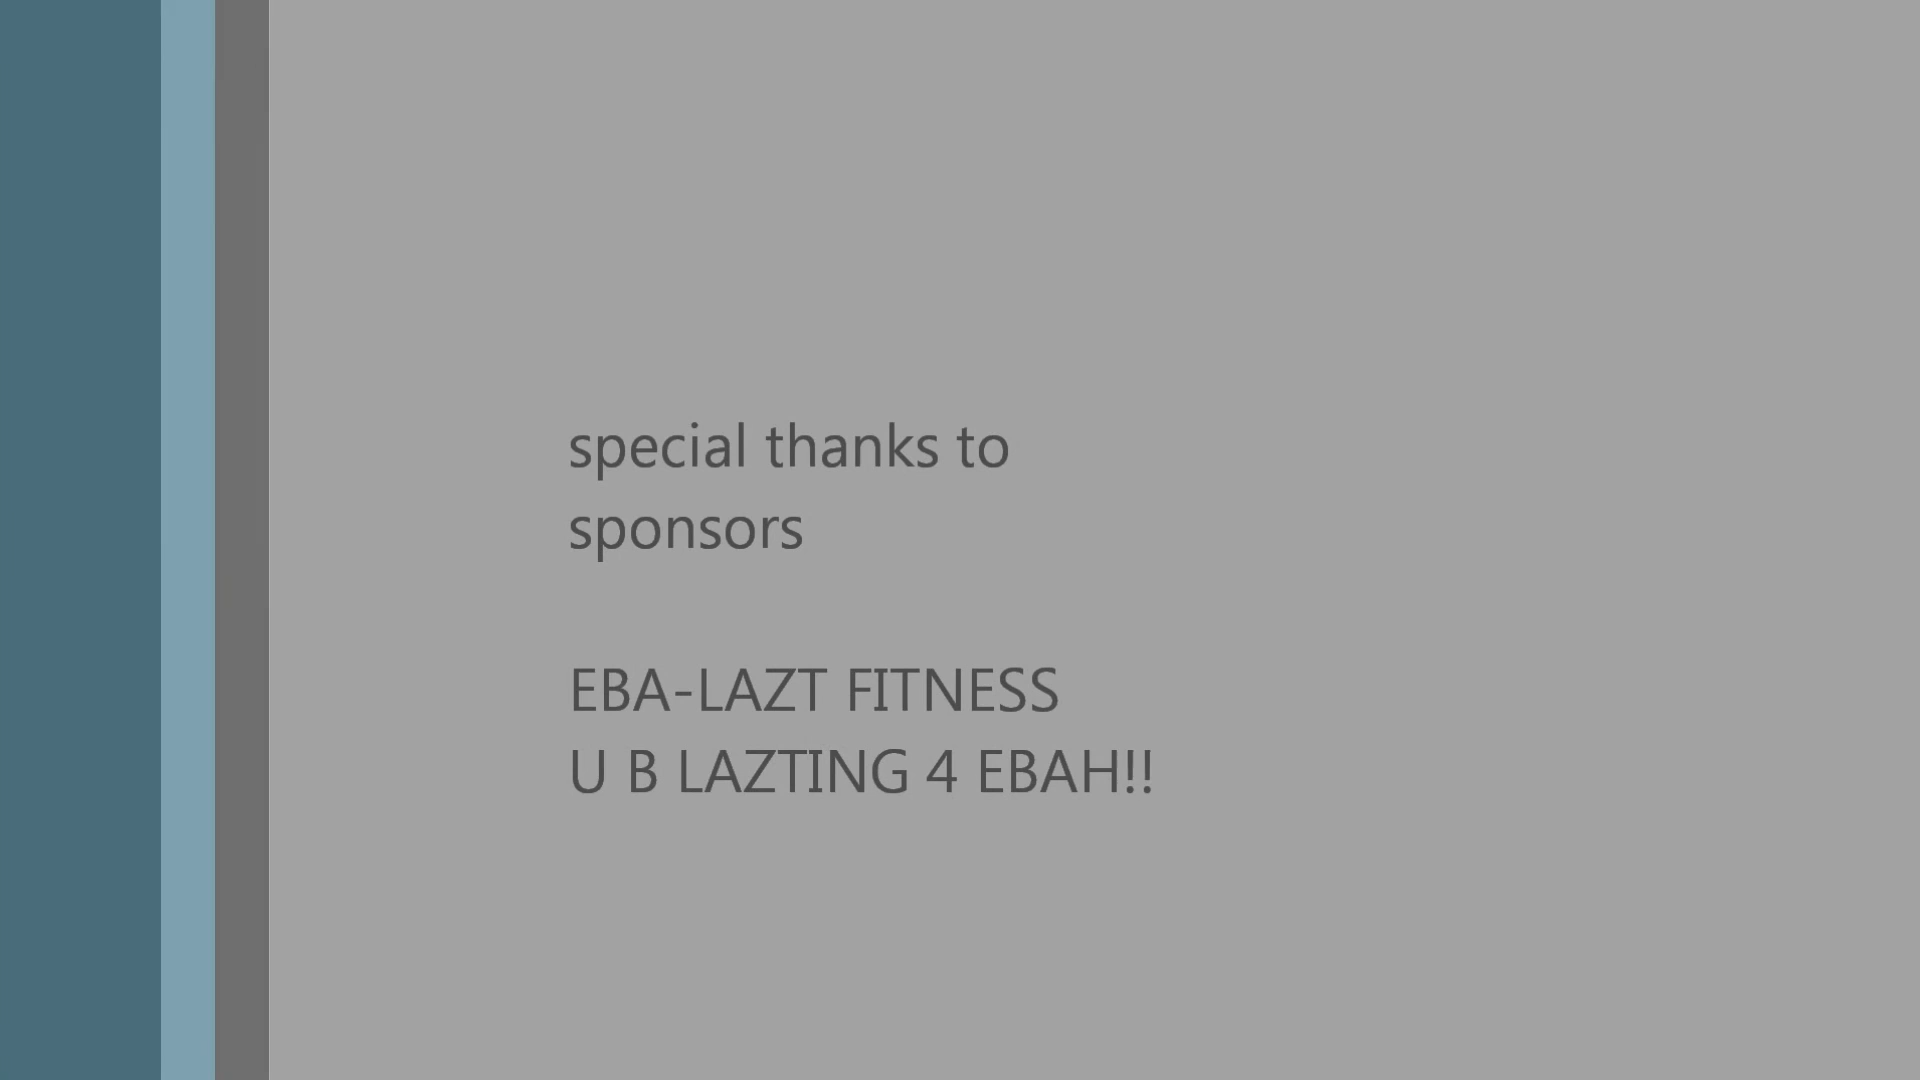 special thanks to
sponsors
EBA-LAZT FITNESS
U B LAZTING 4 EBAH!!